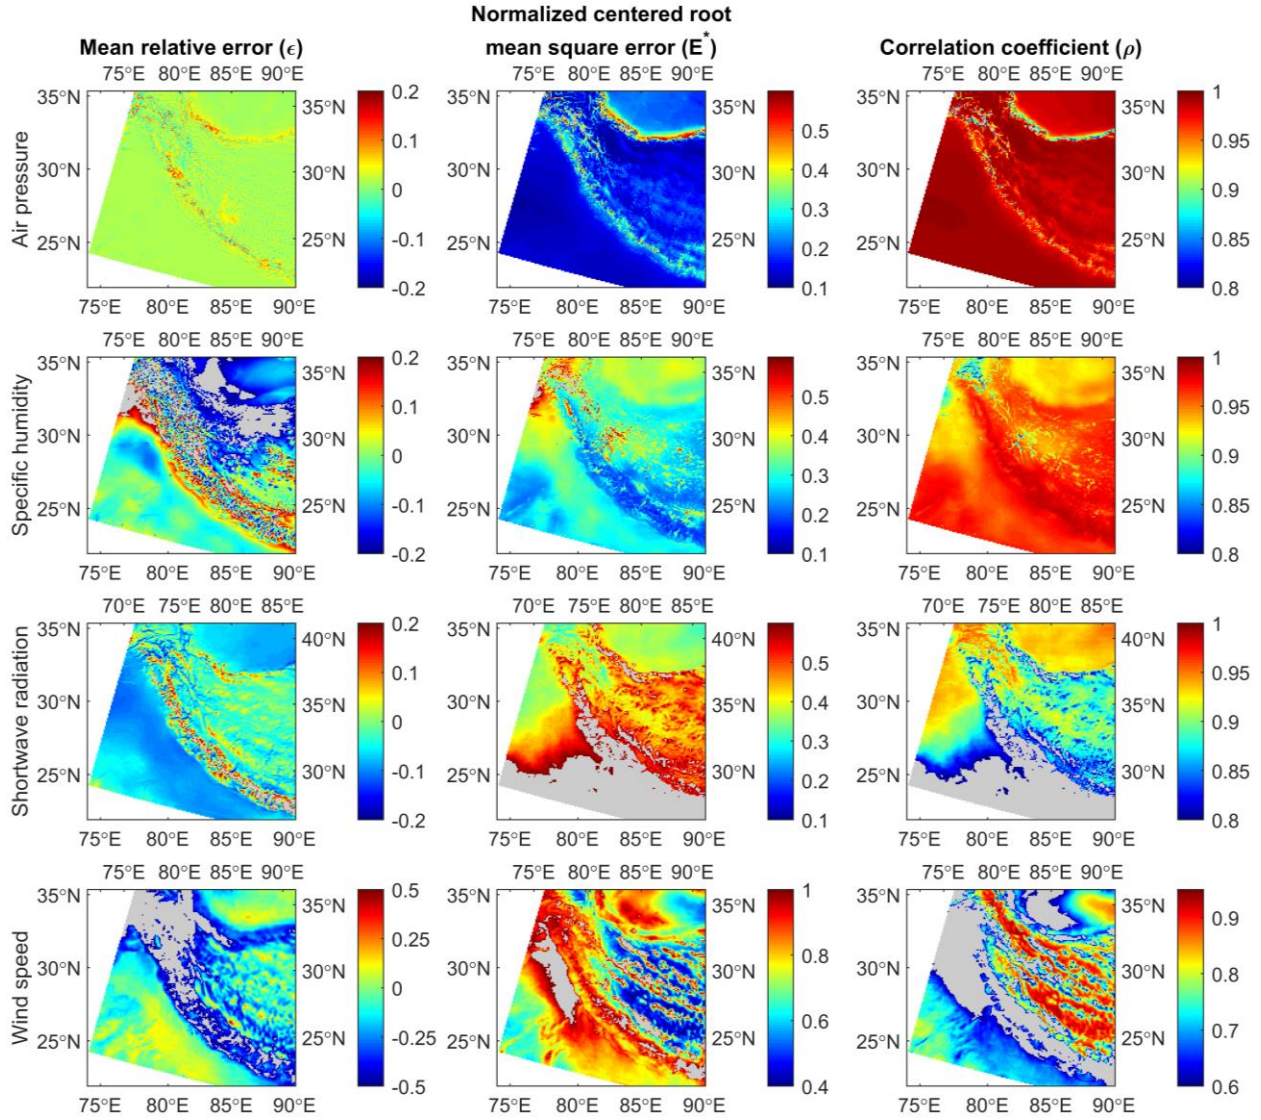 Normalized centered root
Mean relative error (ϵ) mean square error (E*) Correlation coefficient (ρ)
75°E 80°E 85°E 90°E 75°E 80°E 85°E 90°E 75°E 80°E 85°E 90°E
Air pressure
35°N 30°N 25°N 35°N 30°N 25°N 0.2 0.1 0 -0.1 -0.2
35°N 30°N 25°N 35°N 30°N 25°N 0.5 0.4 0.3 0.2 0.1
35°N 30°N 25°N 35°N 30°N 25°N 1 0.95 0.9 0.85 0.8
75°E 80°E 85°E 90°E 75°E 80°E 85°E 90°E 75°E 80°E 85°E 90°E
75°E 80°E 85°E 90°E 75°E 80°E 85°E 90°E 75°E 80°E 85°E 90°E
Specific humidity
35°N 30°N 25°N 35°N 30°N 25°N 0.2 0.1 0 -0.1 -0.2
35°N 30°N 25°N 35°N 30°N 25°N 0.5 0.4 0.3 0.2 0.1
35°N 30°N 25°N 35°N 30°N 25°N 1 0.95 0.9 0.85 0.8
75°E 80°E 85°E 90°E 75°E 80°E 85°E 90°E 75°E 80°E 85°E 90°E
70°E 75°E 80°E 85°E 70°E 75°E 80°E 85°E 70°E 75°E 80°E 85°E
Shortwave radiation
35°N 30°N 25°N 40°N 35°N 30°N 0.2 0.1 0 -0.1 -0.2
35°N 30°N 25°N 40°N 35°N 30°N 0.5 0.4 0.3 0.2 0.1
35°N 30°N 25°N 40°N 35°N 30°N 1 0.95 0.9 0.85 0.8
75°E 80°E 85°E 90°E 75°E 80°E 85°E 90°E 75°E 80°E 85°E 90°E
75°E 80°E 85°E 90°E 75°E 80°E 85°E 90°E 75°E 80°E 85°E 90°E
Wind speed
35°N 30°N 25°N 35°N 30°N 25°N 0.5 0.25 0 -0.25 -0.5
35°N 30°N 25°N 35°N 30°N 25°N 1 0.8 0.6 0.4
35°N 30°N 25°N 35°N 30°N 25°N 0.9 0.8 0.7 0.6
75°E 80°E 85°E 90°E 75°E 80°E 85°E 90°E 75°E 80°E 85°E 90°E